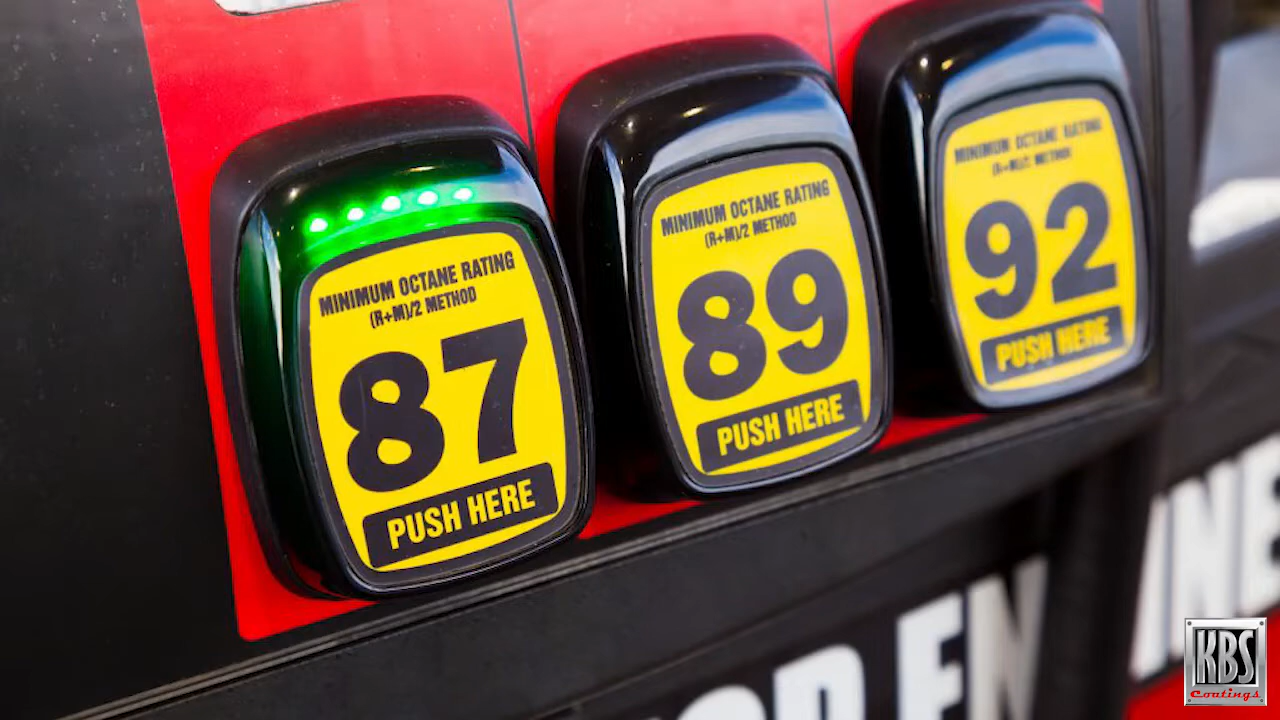 MINIMUM OCTANE RATING
(R+M)/2 METHOD
87
PUSH HERE
MINIMUM OCTANE RATING
(R+M)/2 METHOD
89
PUSH HERE
MINIMUM OCTANE RATING
(R+M)/2 METHOD
92
PUSH HERE
KBS
Coatings